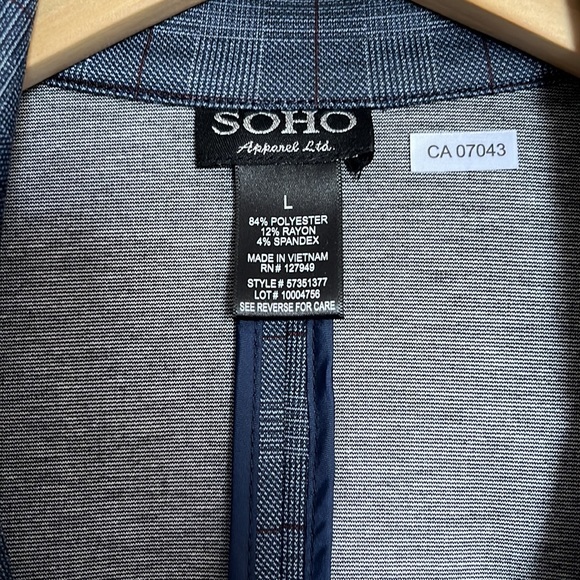 SOHO
Apparel Ltd.
CA 07043
L
84% POLYESTER
12% RAYON
4% SPANDEX
MADE IN VIETNAM
RN# 127949
STYLE# 57351377
LOT# 10004756
SEE REVERSE FOR CARE